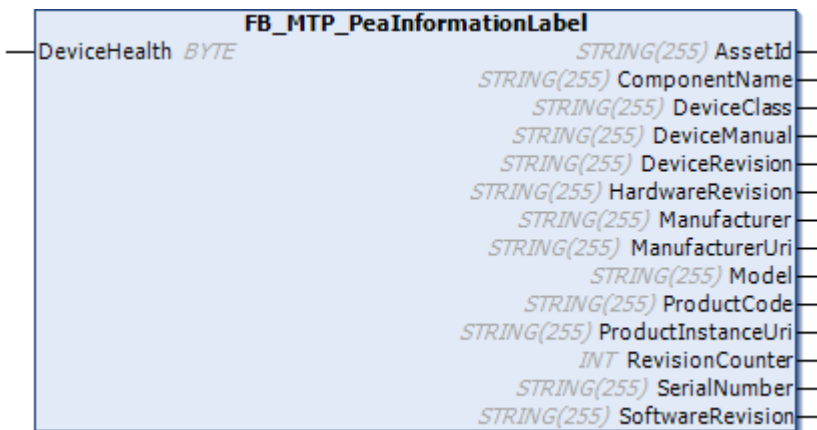 FB_MTP_PeaInformationLabel
DeviceHealth BYTE STRING(255) AssetId
STRING(255) ComponentName
STRING(255) DeviceClass
STRING(255) DeviceManual
STRING(255) DeviceRevision
STRING(255) HardwareRevision
STRING(255) Manufacturer
STRING(255) ManufacturerUri
STRING(255) Model
STRING(255) ProductCode
STRING(255) ProductInstanceUri
INT RevisionCounter
STRING(255) SerialNumber
STRING(255) SoftwareRevision